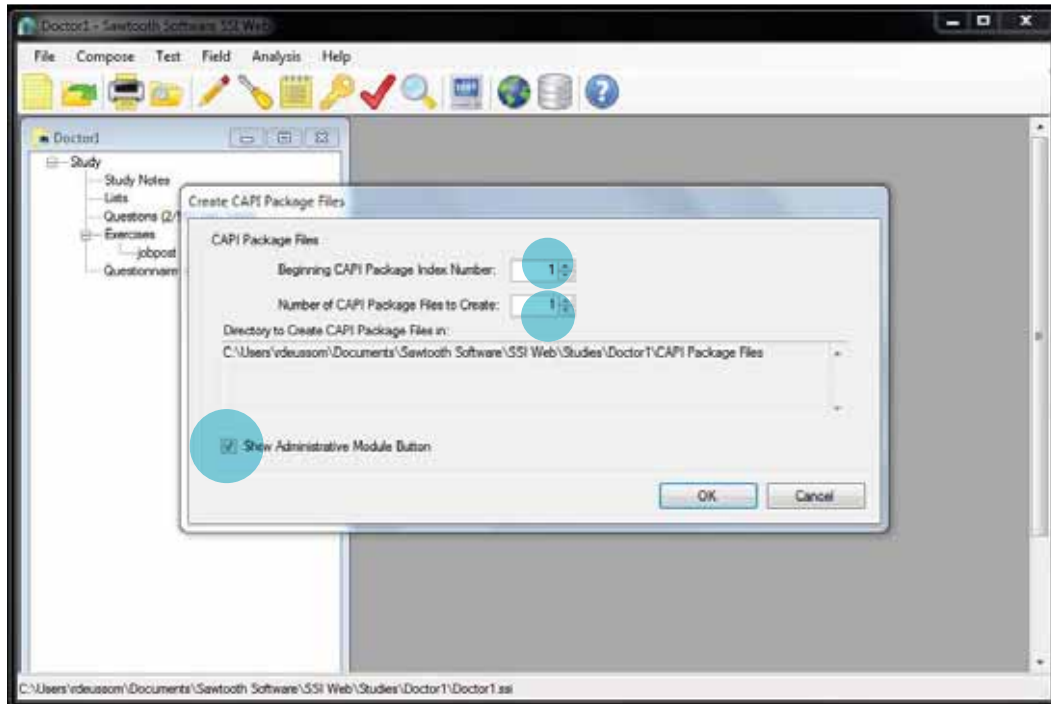 Doctor1 - Sawtooth Software SSI Web
File Compose Test Field Analysis Help
Doctor1
Study
Study Notes
Lists
Questions (2/
Exercises
jobpost
Questionnaire
Create CAPI Package Files
CAPI Package Files
Beginning CAPI Package Index Number: 1
Number of CAPI Package Files to Create: 1
Directory to Create CAPI Package Files in:
C:\Users\rdeussom\Documents\Sawtooth Software\SSI Web\Studies\Doctor1\CAPI Package Files
Show Administrative Module Button
OK Cancel
C:\Users\rdeussom\Documents\Sawtooth Software\SSI Web\Studies\Doctor1\Doctor1.ssi